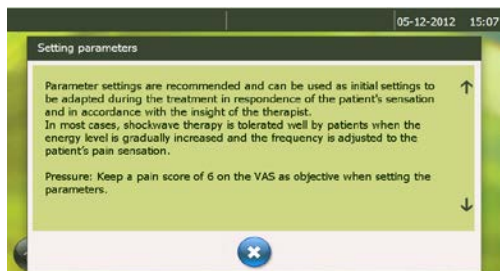 05-12-2012 15:07
Setting parameters
Parameter settings are recommended and can be used as initial settings to
be adapted during the treatment in respondence of the patient's sensation
and in accordance with the insight of the therapist.
In most cases, shockwave therapy is tolerated well by patients when the
energy level is gradually increased and the frequency is adjusted to the
patient's pain sensation.
Pressure: Keep a pain score of 6 on the VAS as objective when setting the
parameters.